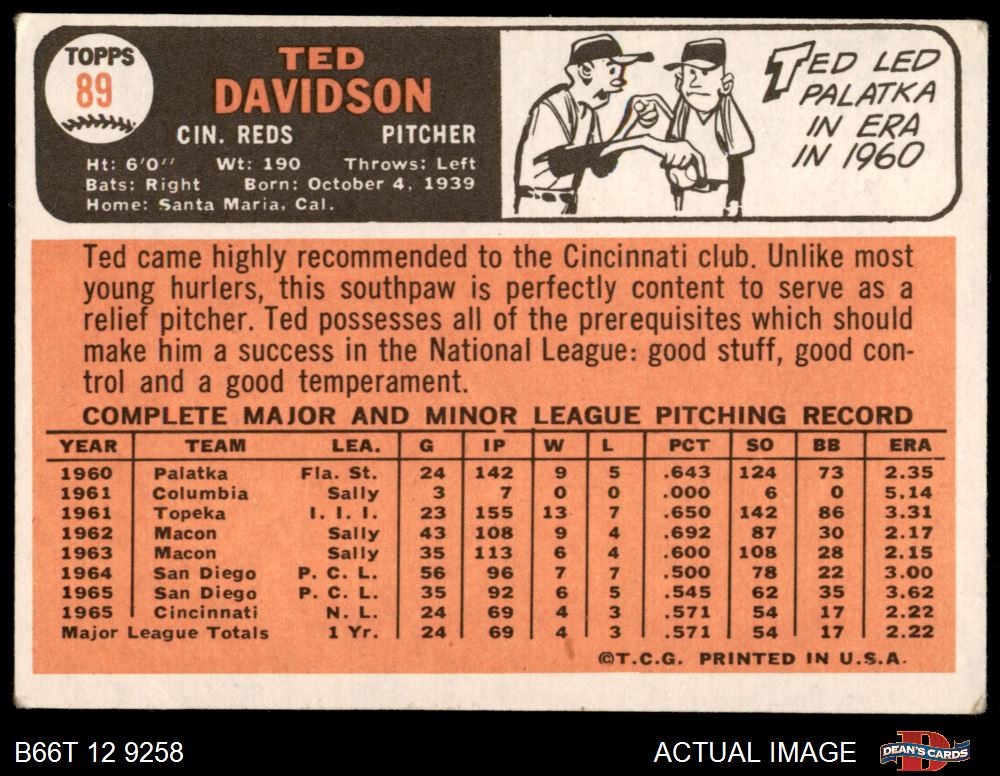 TOPPS
89
TED
DAVIDSON
CIN. REDS PITCHER
Ht: 6'0" Wt: 190 Throws: Left
Bats: Right Born: October 4, 1939
Home: Santa Maria, Cal.
TED LED
PALATKA
IN ERA
IN 1960
Ted came highly recommended to the Cincinnati club. Unlike most
young hurlers, this southpaw is perfectly content to serve as a
relief pitcher. Ted possesses all of the prerequisites which should
make him a success in the National League: good stuff, good con-
trol and a good temperament.
COMPLETE MAJOR AND MINOR LEAGUE PITCHING RECORD
YEAR TEAM LEA. G IP W L PCT SO BB ERA
1960 Palatka Fla. St. 24 142 9 5 .643 124 73 2.35
1961 Columbia Sally 3 7 0 0 .000 6 0 5.14
1961 Topeka I. I. I. 23 155 13 7 .650 142 86 3.31
1962 Macon Sally 43 108 9 4 .692 87 30 2.17
1963 Macon Sally 35 113 6 4 .600 108 28 2.15
1964 San Diego P. C. L. 56 96 7 7 .500 78 22 3.00
1965 San Diego P. C. L. 35 92 6 5 .545 62 35 3.62
1965 Cincinnati N. L. 24 69 4 3 .571 54 17 2.22
Major League Totals 1 Yr. 24 69 4 3 .571 54 17 2.22
©T.C.G. PRINTED IN U.S.A.
B66T 12 9258 ACTUAL IMAGE DEAN'S CARDS